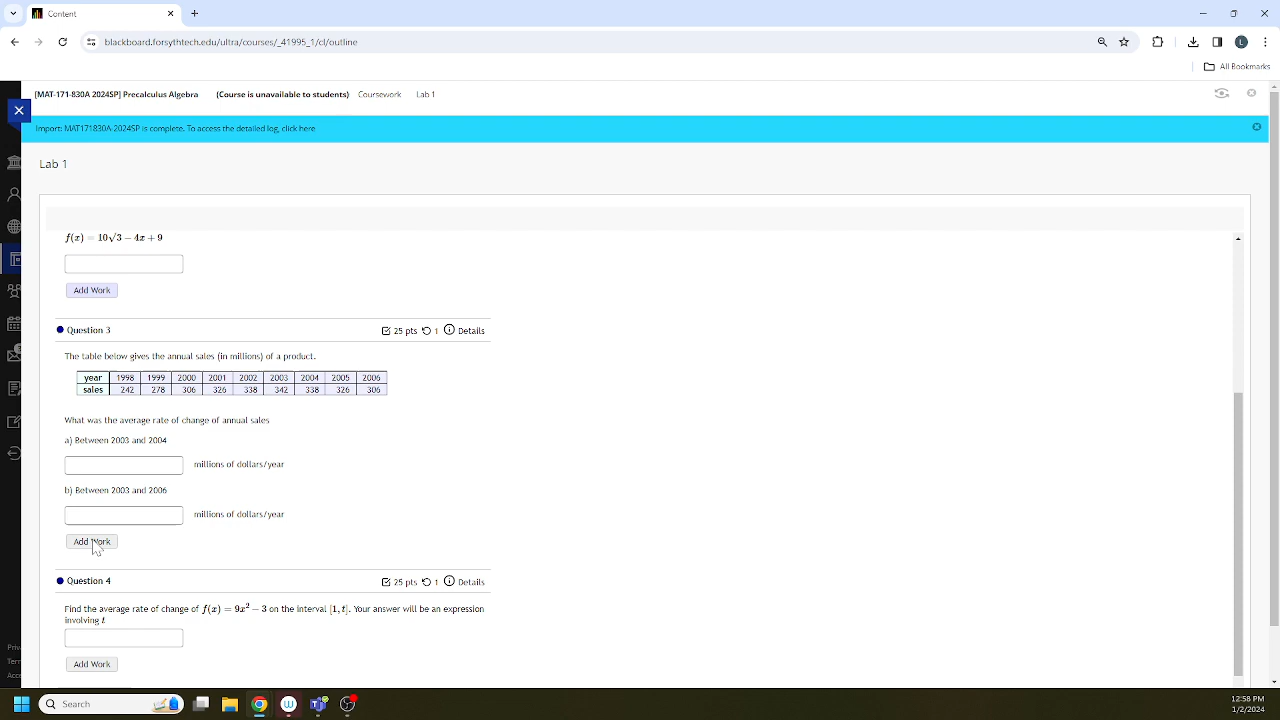 Content
blackboard.forsythtech.edu/ultra/courses/_41995_1/cl/outline
All Bookmarks
[MAT-171-830A 2024SP] Precalculus Algebra (Course is unavailable to students) Coursework Lab 1
Import: MAT171830A-2024SP is complete. To access the detailed log, click here
Lab 1
f(x) = 10√3 − 4x + 9
Add Work
Question 3 25 pts 1 Details
The table below gives the annual sales (in millions) of a product.
year 1998 1999 2000 2001 2002 2003 2004 2005 2006
sales 242 278 306 326 338 342 338 326 306
What was the average rate of change of annual sales
a) Between 2003 and 2004
millions of dollars/year
b) Between 2003 and 2006
millions of dollars/year
Add Work
Question 4 25 pts 1 Details
Find the average rate of change of f(x) = 9x² − 3 on the interval [1, t]. Your answer will be an expression
involving t
Add Work
Priv
Terr
Acc
Search
12:58 PM
1/2/2024